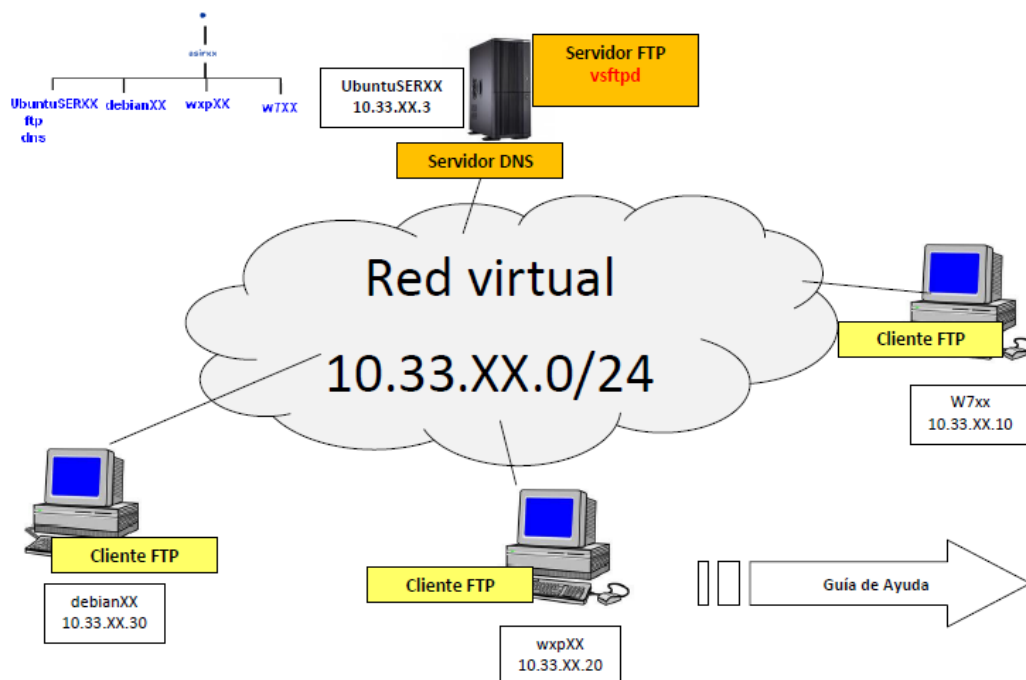 asirxx
UbuntuSERXX
ftp
dns
debianXX
wxpXX
w7XX
UbuntuSERXX
10.33.XX.3
Servidor FTP
vsftpd
Servidor DNS
Red virtual
10.33.XX.0/24
Cliente FTP
W7xx
10.33.XX.10
Cliente FTP
debianXX
10.33.XX.30
Cliente FTP
wxpXX
10.33.XX.20
Guía de Ayuda